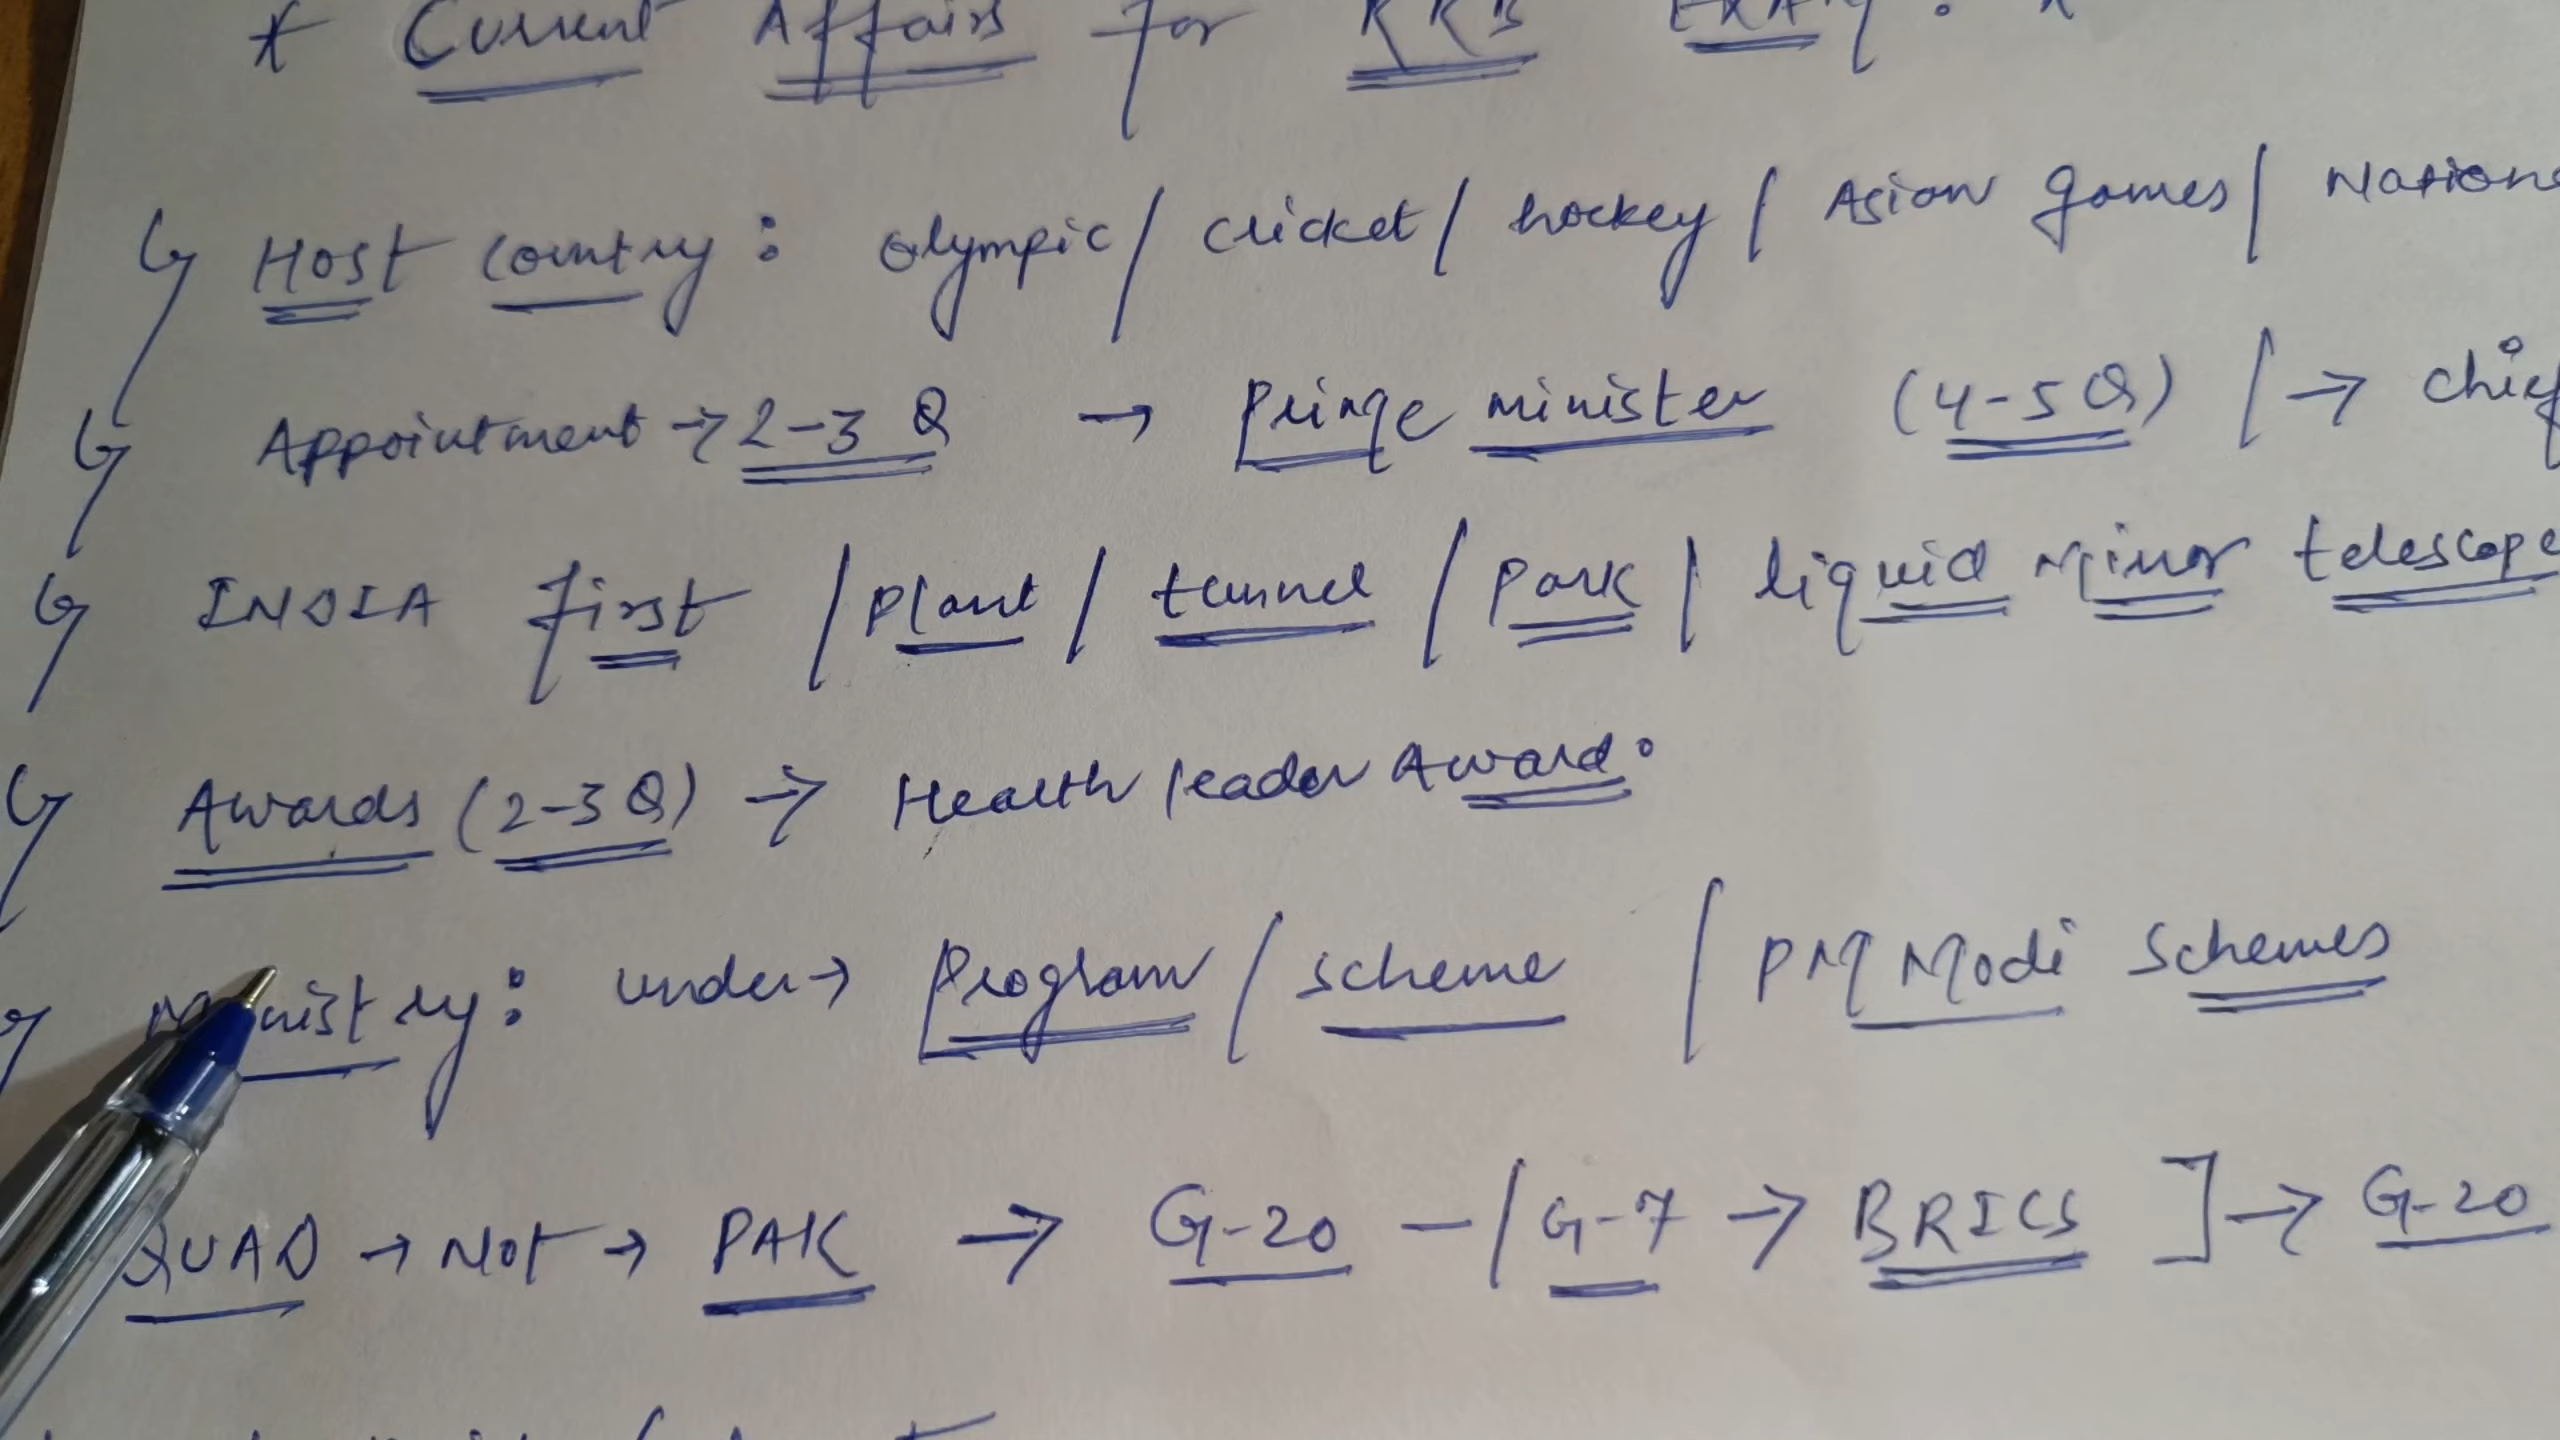 * Current Affairs for RRB EXAM : *
Host country : olympic / cricket / hockey / Asian games / Nation
Appointment → 2-3 Q → prime minister (4-5 Q) / → chief
INDIA first / plant / tunnel / park / liquid Mirror telescope
Awards (2-3 Q) → Health leader Award:
Ministry : under → program / scheme / PM Modi Schemes
QUAD → Not → PAK → G-20 - / G-7 → BRICS ] → G-20